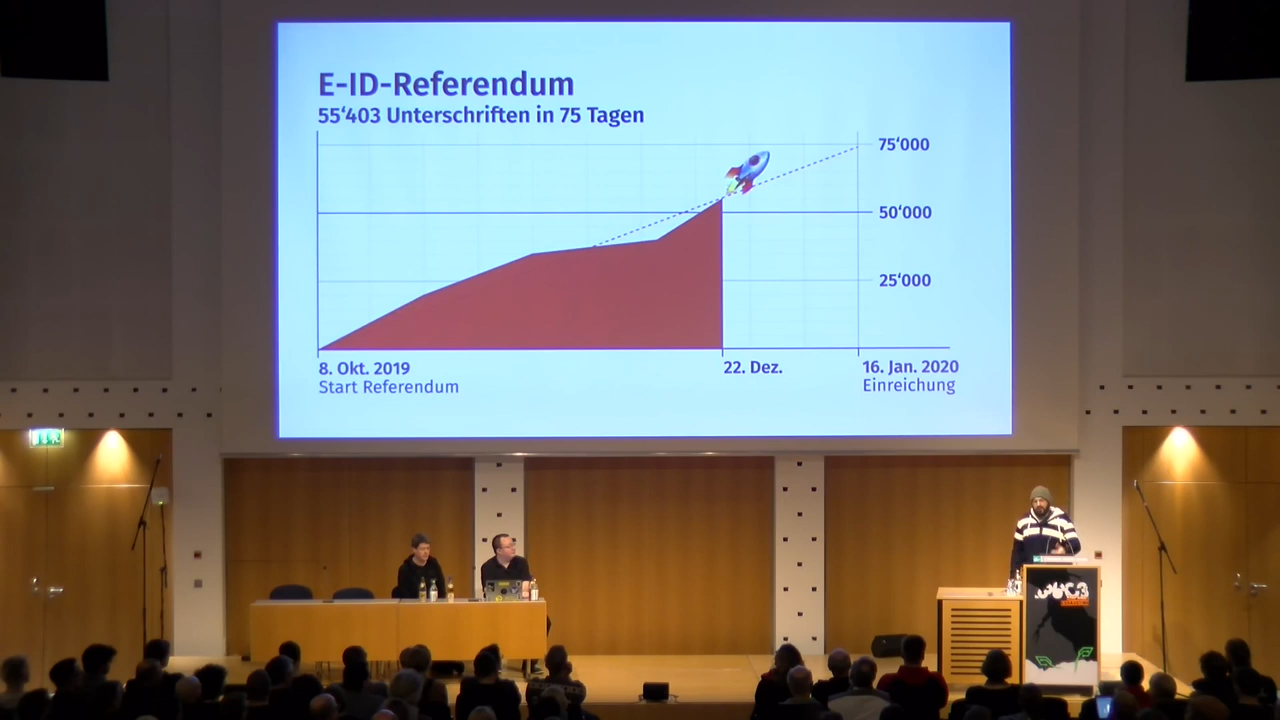 E-ID-Referendum
55‘403 Unterschriften in 75 Tagen
75‘000
50‘000
25‘000
8. Okt. 2019
Start Referendum
22. Dez.
16. Jan. 2020
Einreichung